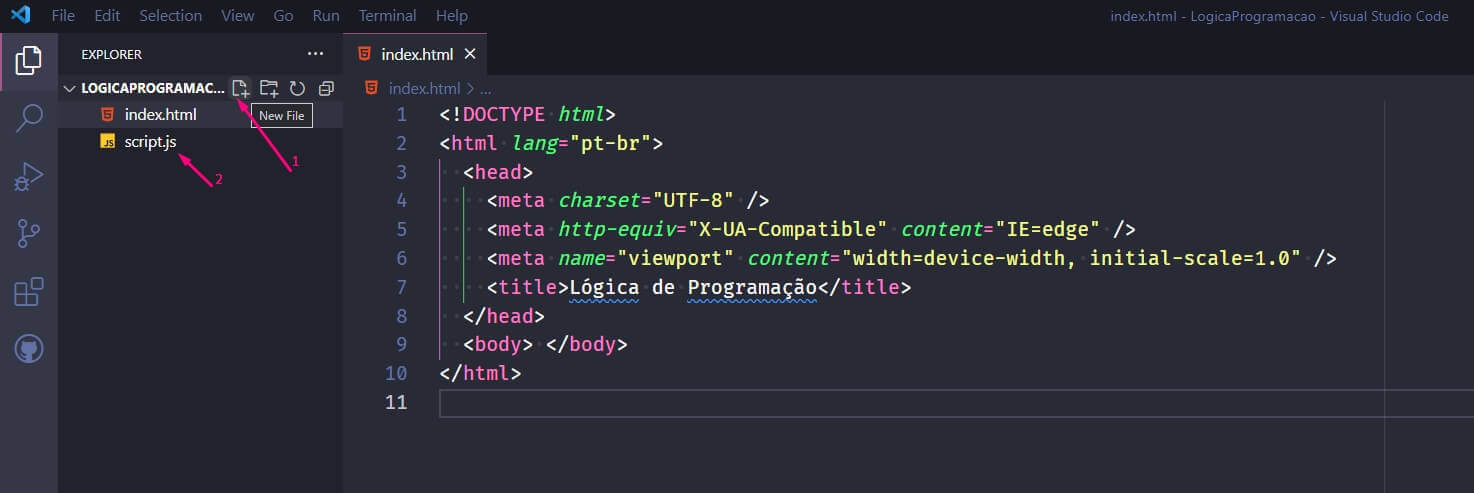 File Edit Selection View Go Run Terminal Help index.html - LogicaProgramacao - Visual Studio Code
EXPLORER ···
LOGICAPROGRAMAC...
index.html
New File
JS script.js
1
2
index.html ×
index.html > ...
1 <!DOCTYPE html>
2 <html lang="pt-br">
3 <head>
4 <meta charset="UTF-8" />
5 <meta http-equiv="X-UA-Compatible" content="IE=edge" />
6 <meta name="viewport" content="width=device-width, initial-scale=1.0" />
7 <title>Lógica de Programação</title>
8 </head>
9 <body> </body>
10 </html>
11